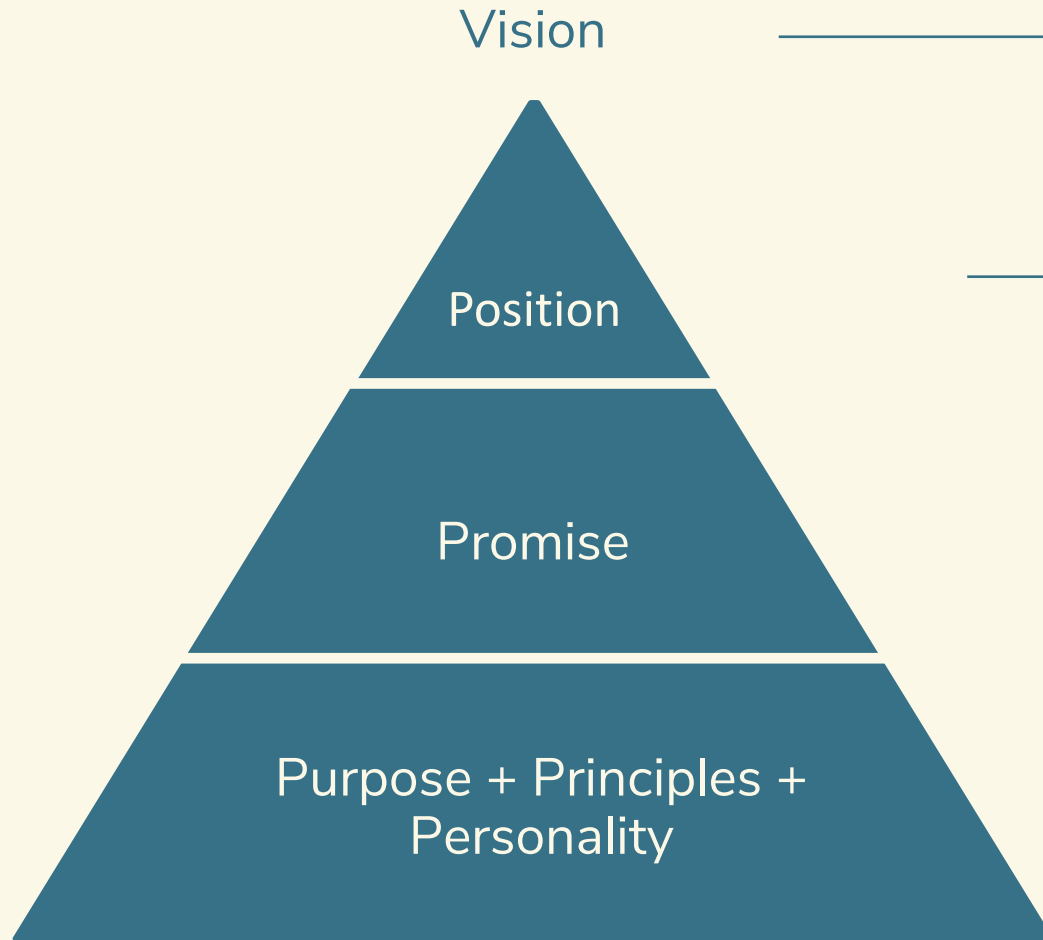 Vision
Position
Promise
Purpose + Principles +
Personality